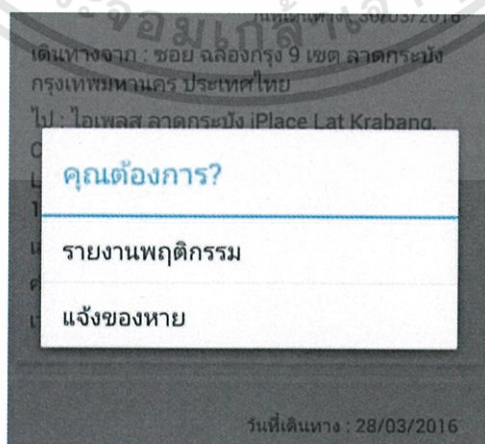 วันที่เดินทาง : 30/03/2016
เดินทางจาก : ซอย ฉลองกรุง 9 เขต ลาดกระบัง
กรุงเทพมหานคร ประเทศไทย
ไป : ไอเพลส ลาดกระบัง iPlace Lat Krabang,
คุณต้องการ?
รายงานพฤติกรรม
แจ้งของหาย
วันที่เดินทาง : 28/03/2016